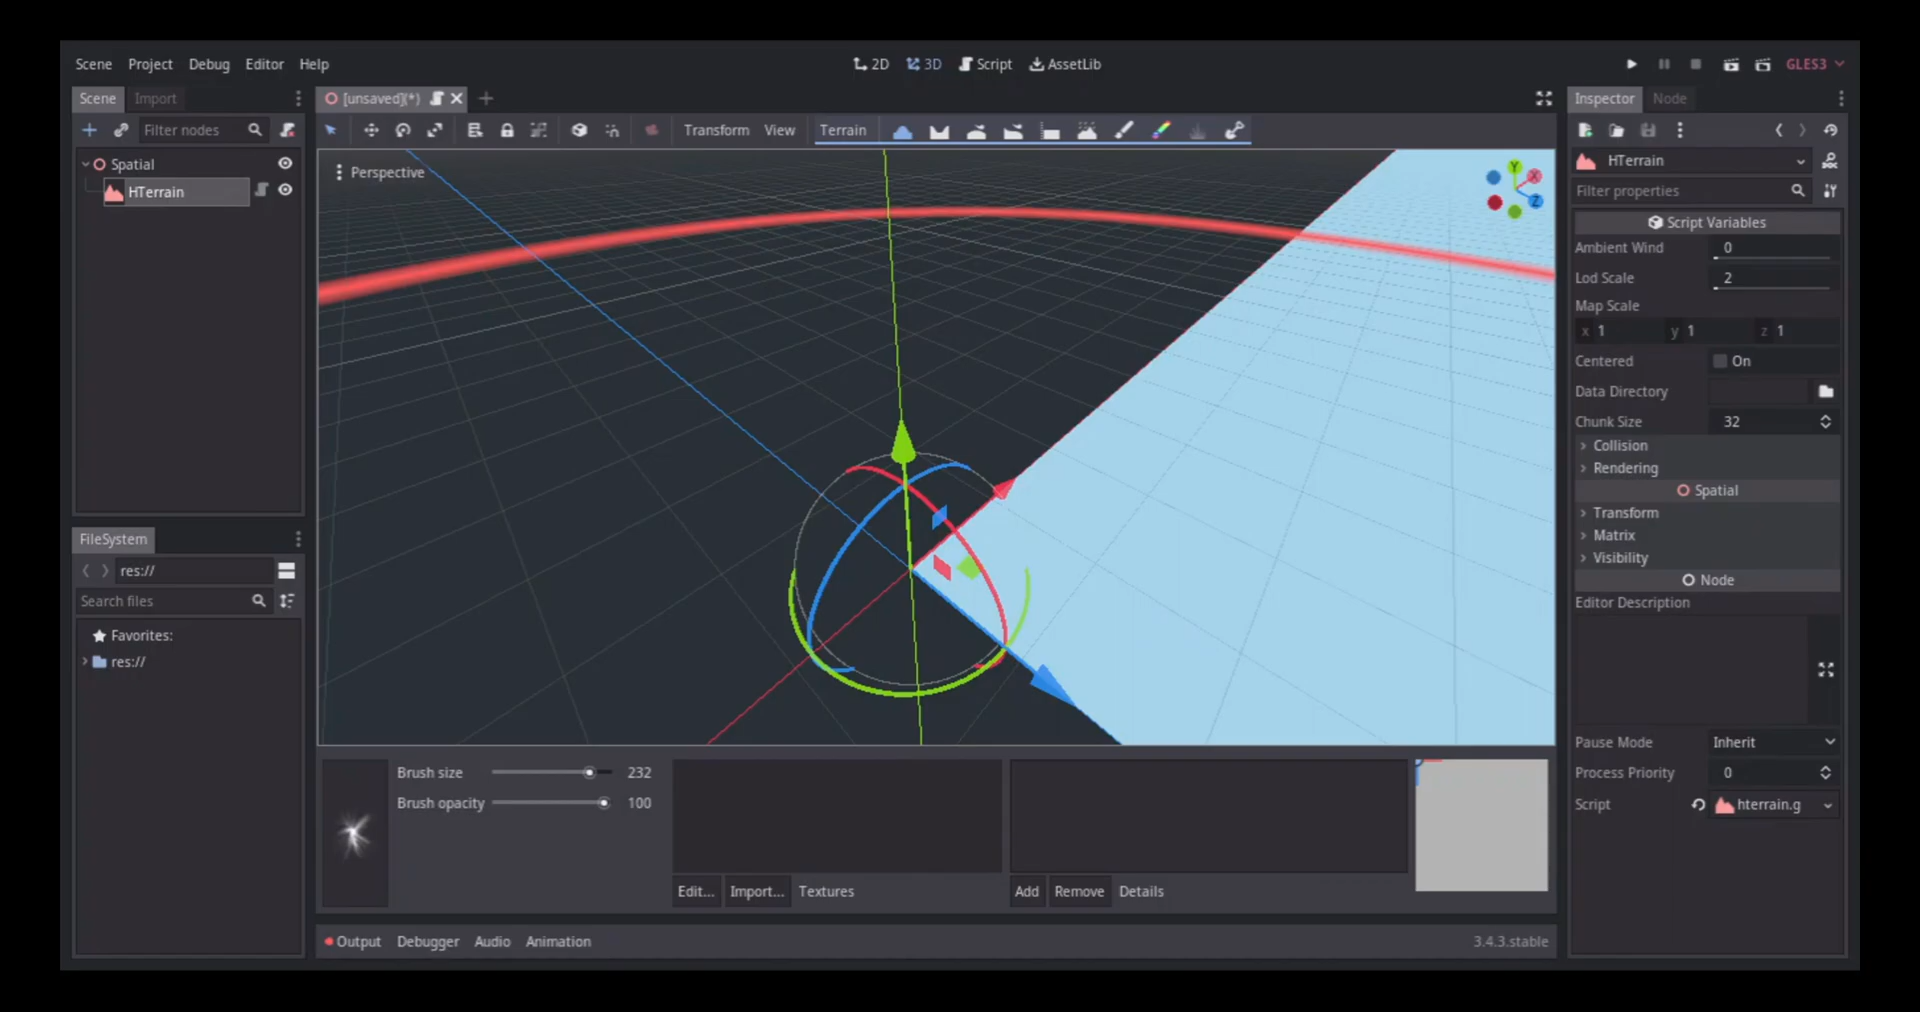 Scene Project Debug Editor Help
2D 3D Script AssetLib
GLES3
Scene Import
[unsaved](*)
Inspector Node
Filter nodes
Transform View Terrain
Spatial
HTerrain
Perspective
Y
X
Z
HTerrain
Filter properties
Script Variables
Ambient Wind 0
Lod Scale 2
Map Scale
x 1 y 1 z 1
Centered On
Data Directory
Chunk Size 32
Collision
Rendering
Spatial
Transform
Matrix
Visibility
Node
Editor Description
Pause Mode Inherit
Process Priority 0
Script hterrain.g
FileSystem
res://
Search files
Favorites:
res://
Brush size 232
Brush opacity 100
Edit... Import... Textures
Add Remove Details
Output Debugger Audio Animation
3.4.3.stable